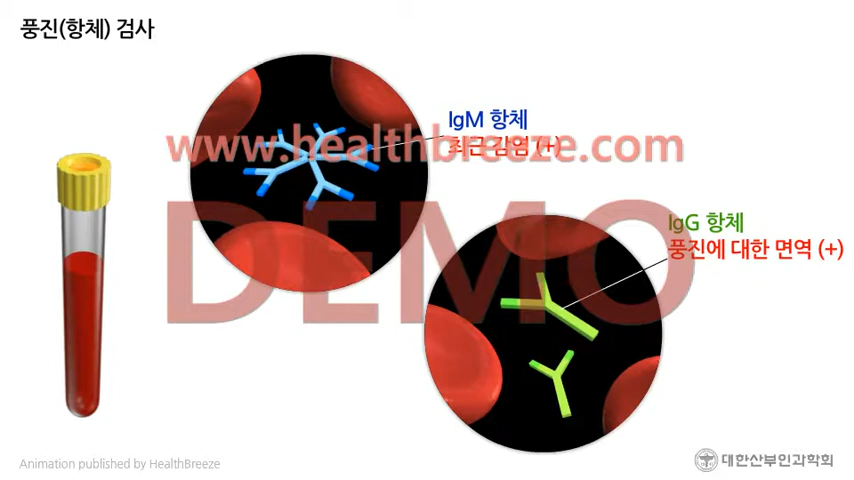 풍진(항체) 검사
IgM 항체
최근 감염 (+)
www.healthbreeze.com
DEMO
IgG 항체
풍진에 대한 면역 (+)
Animation published by HealthBreeze
대한산부인과학회